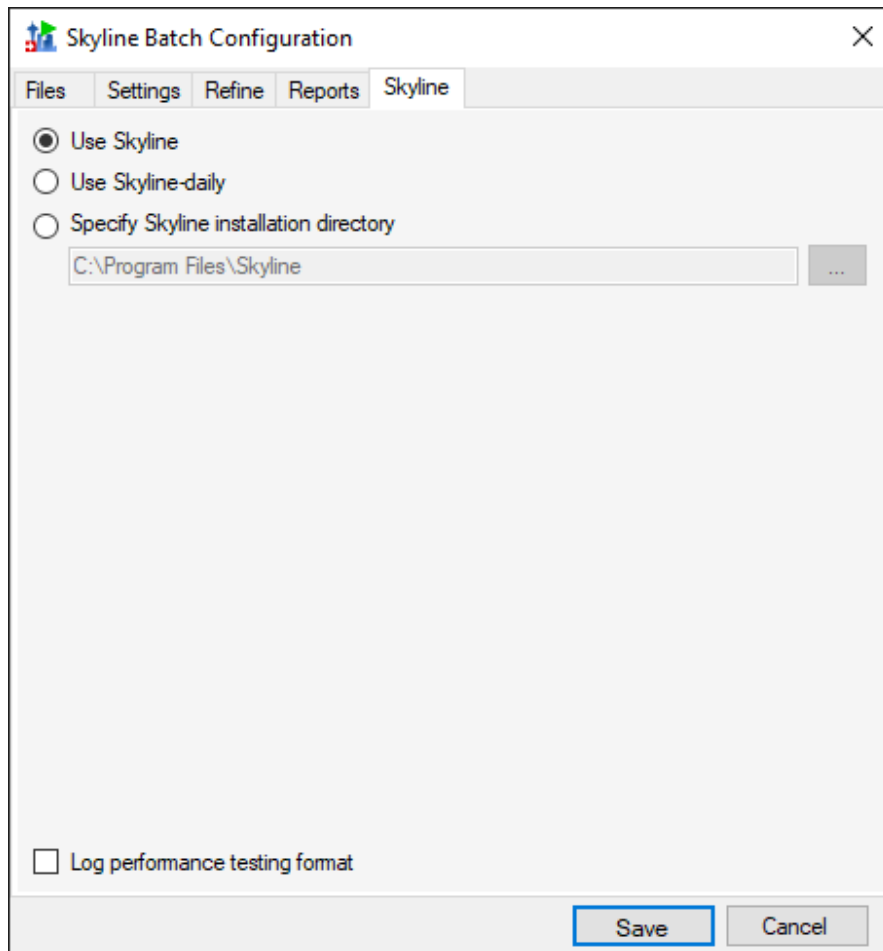 Skyline Batch Configuration
Files Settings Refine Reports Skyline
Use Skyline
Use Skyline-daily
Specify Skyline installation directory
C:\Program Files\Skyline
...
Log performance testing format
Save Cancel